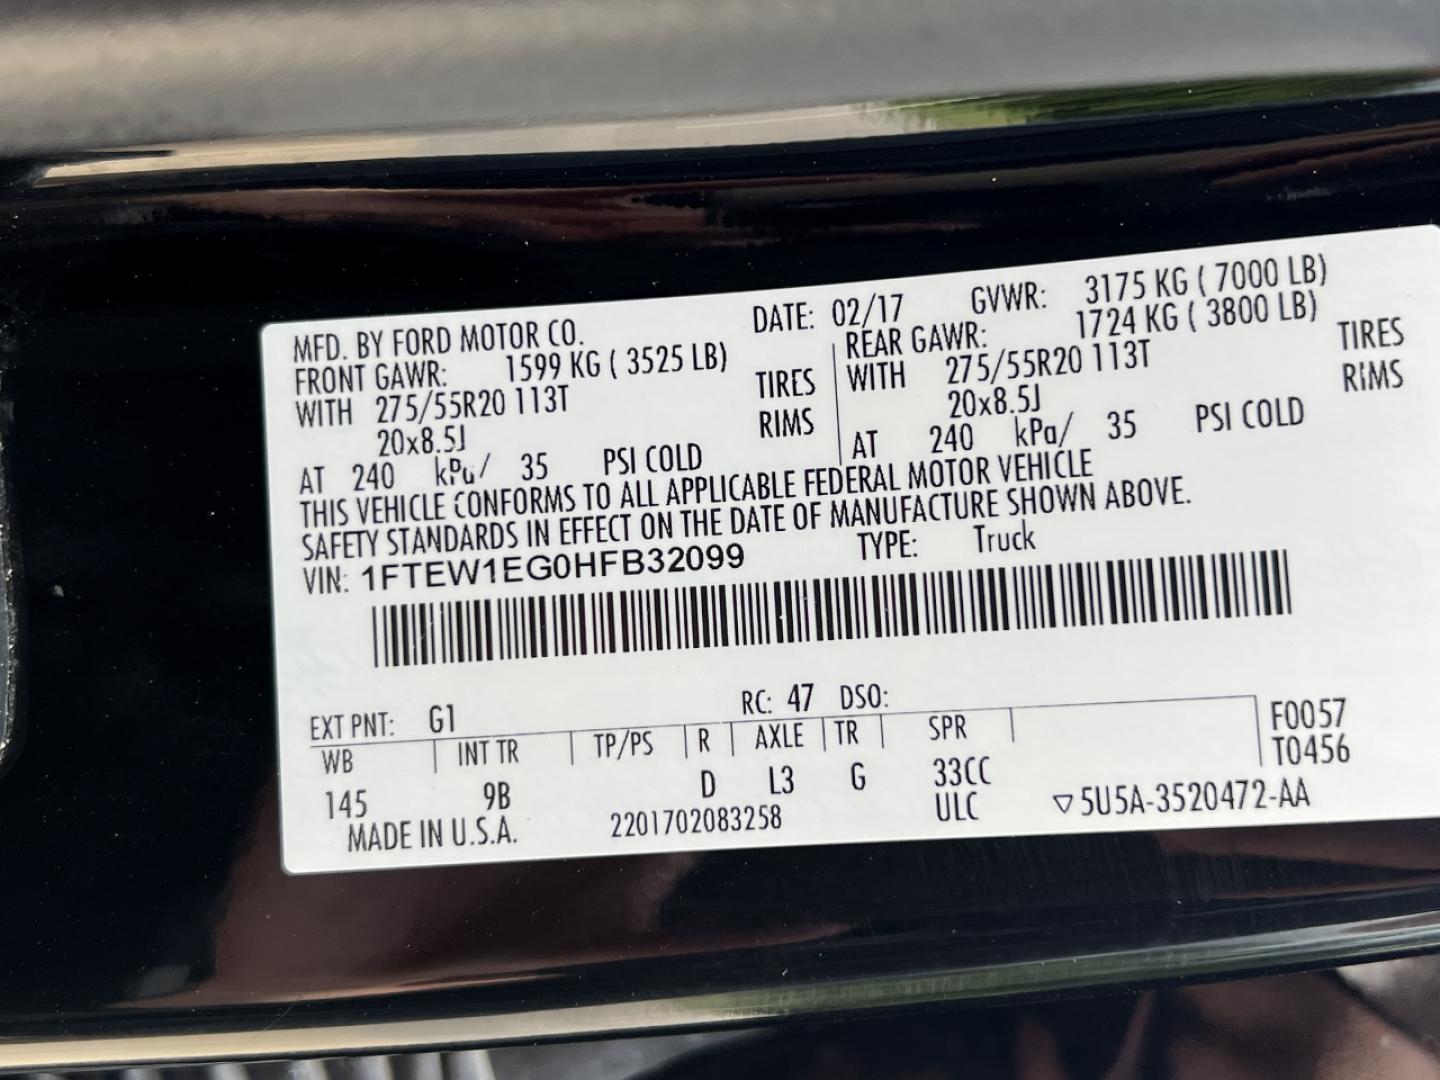 MFD. BY FORD MOTOR CO. DATE: 02/17 GVWR: 3175 KG ( 7000 LB)
FRONT GAWR: 1599 KG ( 3525 LB) REAR GAWR: 1724 KG ( 3800 LB)
WITH 275/55R20 113T TIRES WITH 275/55R20 113T TIRES
20x8.5J RIMS 20x8.5J RIMS
AT 240 kPa/ 35 PSI COLD AT 240 kPa/ 35 PSI COLD
THIS VEHICLE CONFORMS TO ALL APPLICABLE FEDERAL MOTOR VEHICLE
SAFETY STANDARDS IN EFFECT ON THE DATE OF MANUFACTURE SHOWN ABOVE.
VIN: 1FTEW1EG0HFB32099 TYPE: Truck
EXT PNT: G1 RC: 47 DSO:
WB INT TR TP/PS R AXLE TR SPR F0057
T0456
145 9B D L3 G 33CC
MADE IN U.S.A. 2201702083258 ULC ▽5U5A-3520472-AA